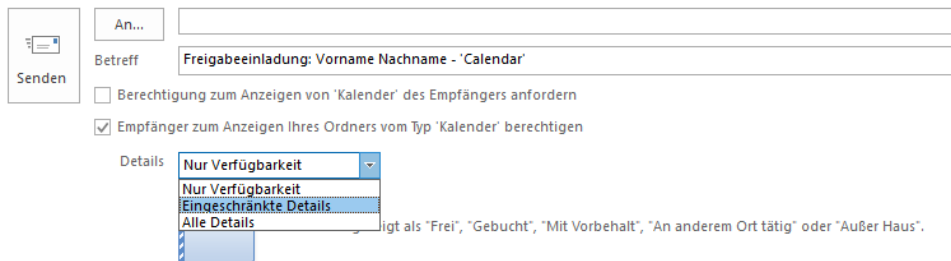 An...
Senden
Betreff
Freigabeeinladung: Vorname Nachname - 'Calendar'
Berechtigung zum Anzeigen von 'Kalender' des Empfängers anfordern
Empfänger zum Anzeigen Ihres Ordners vom Typ 'Kalender' berechtigen
Details
Nur Verfügbarkeit
Nur Verfügbarkeit
Eingeschränkte Details
Alle Details
als "Frei", "Gebucht", "Mit Vorbehalt", "An anderem Ort tätig" oder "Außer Haus".